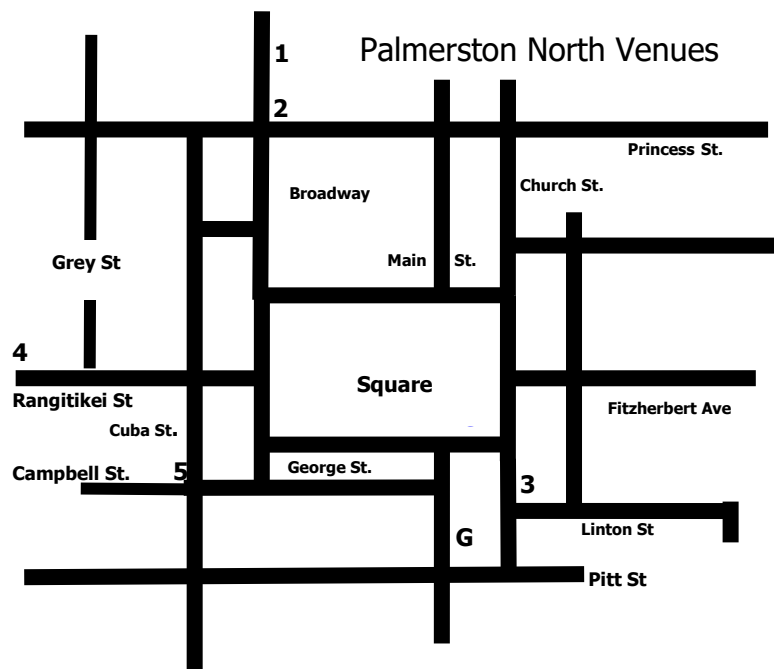 Palmerston North Venues
1
2
Princess St.
Church St.
Broadway
Main St.
Grey St
4
Square
Rangitikei St
Fitzherbert Ave
Cuba St.
Campbell St.
5
George St.
3
Linton St
G
Pitt St